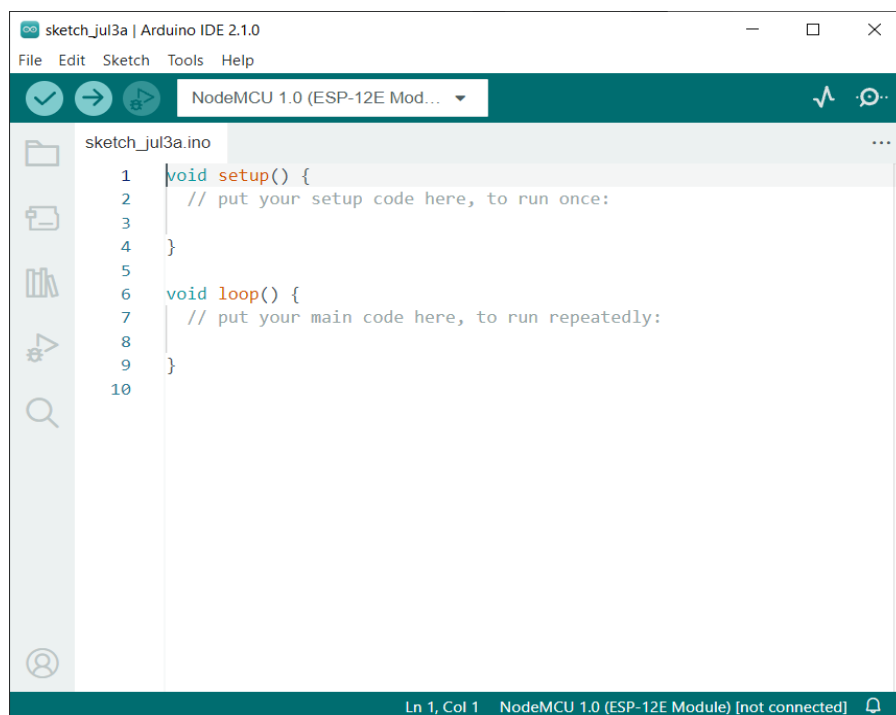 sketch_jul3a | Arduino IDE 2.1.0
File Edit Sketch Tools Help
NodeMCU 1.0 (ESP-12E Mod...
sketch_jul3a.ino
...
1 void setup() {
2   // put your setup code here, to run once:
3
4 }
5
6 void loop() {
7   // put your main code here, to run repeatedly:
8
9 }
10
Ln 1, Col 1 NodeMCU 1.0 (ESP-12E Module) [not connected]